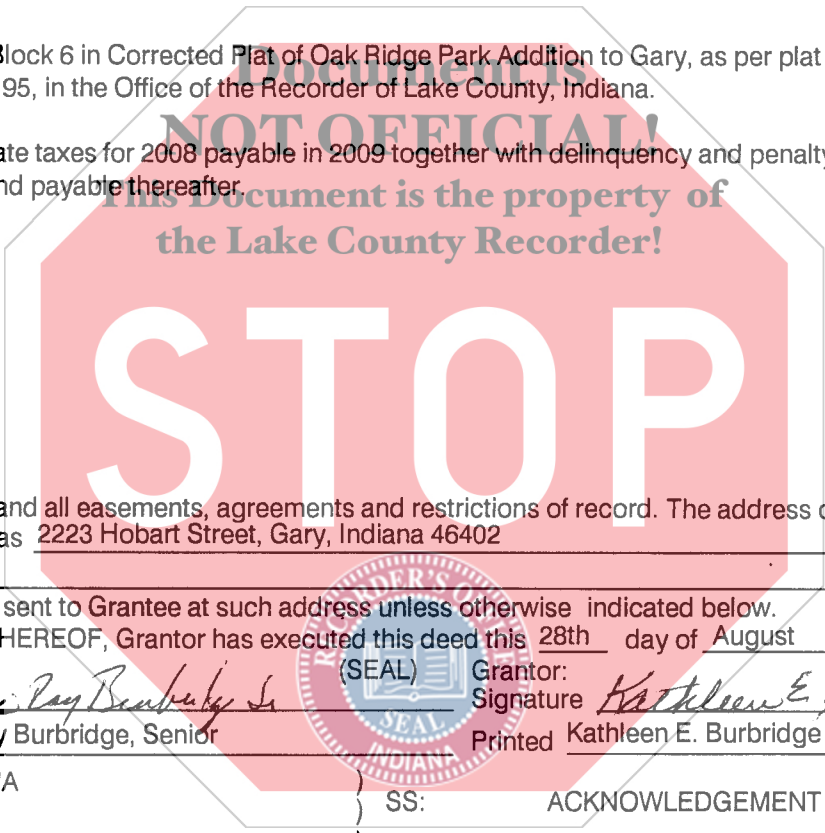 lock 6 in Corrected Plat of Oak Ridge Park Addition to Gary, as per plat
Document is
95, in the Office of the Recorder of Lake County, Indiana.
NOT OFFICIAL!
ate taxes for 2008 payable in 2009 together with delinquency and penalty
nd payable thereafter.
This Document is the property of
the Lake County Recorder!
STOP
and all easements, agreements and restrictions of record. The address o
as 2223 Hobart Street, Gary, Indiana 46402
sent to Grantee at such address unless otherwise indicated below.
HEREOF, Grantor has executed this deed this 28th day of August
(SEAL) Grantor:
Ray Burbridge Sr Signature Kathleen E.
Burbridge, Senior Printed Kathleen E. Burbridge
RECORDER'S OFFICE
SEAL
INDIANA
A
) SS: ACKNOWLEDGEMENT
)